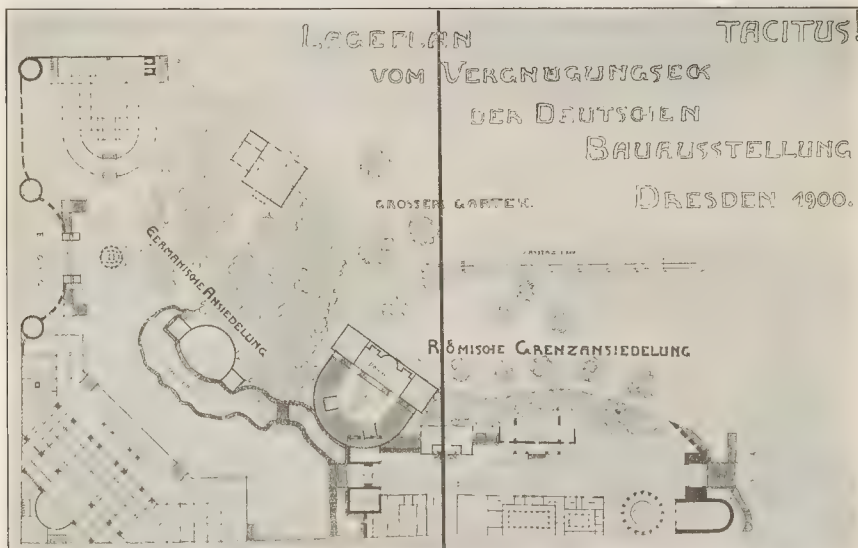 LAGEPLAN
TACITUS!
VOM VERGNÜGUNGSECK
DER DEUTSCHEN
BAUAUSSTELLUNG
DRESDEN 1900.
GROSSER GARTEN.
GERMANISCHE ANSIEDELUNG
RÖMISCHE GRENZANSIEDELUNG